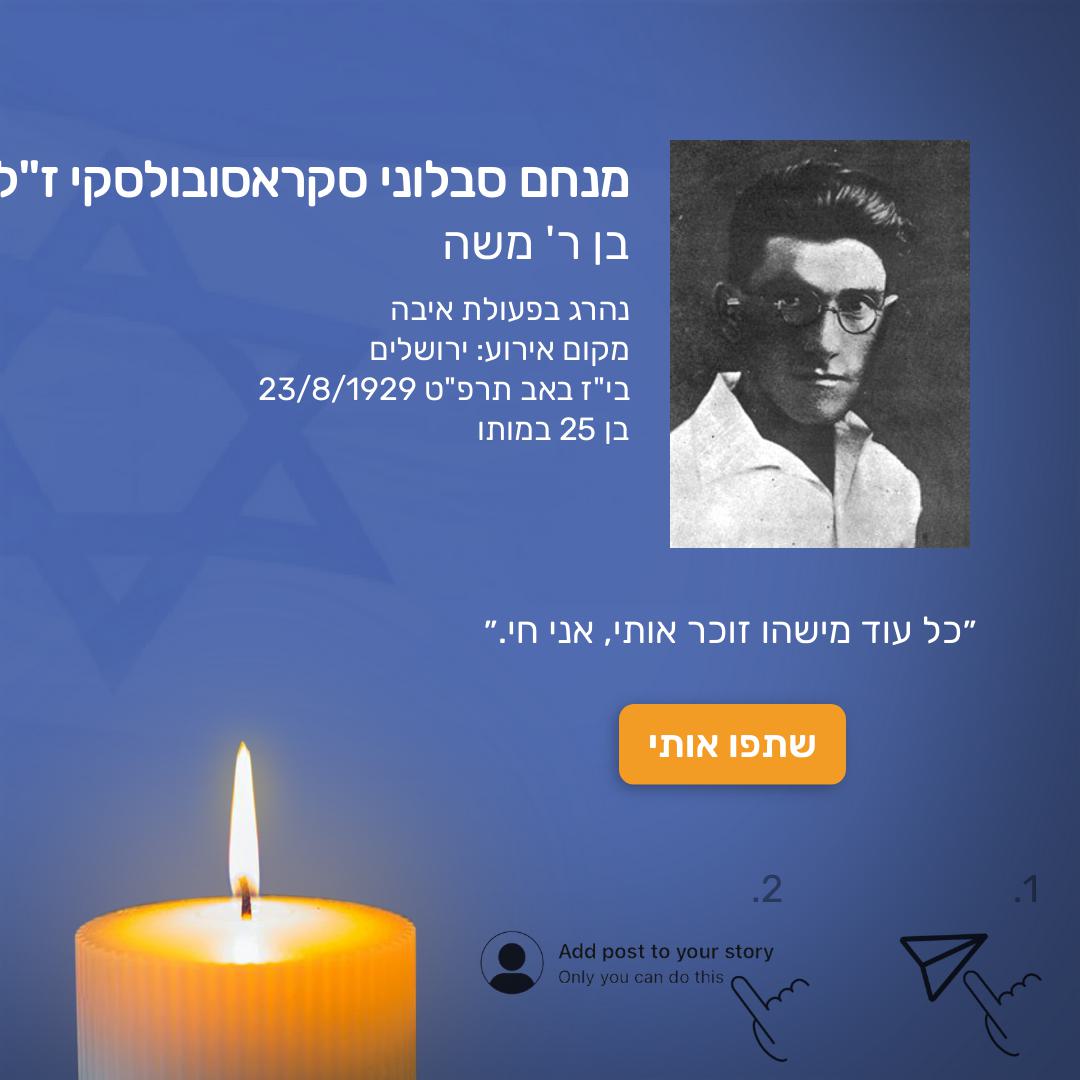 מנחם סבלוני סקראסובולסקי ז"ל
בן ר' משה
נהרג בפעולת איבה
מקום אירוע: ירושלים
בי"ז באב תרפ"ט 23/8/1929
בן 25 במותו
״כל עוד מישהו זוכר אותי, אני חי.״
שתפו אותי
1.
2.
Add post to your story
Only you can do this